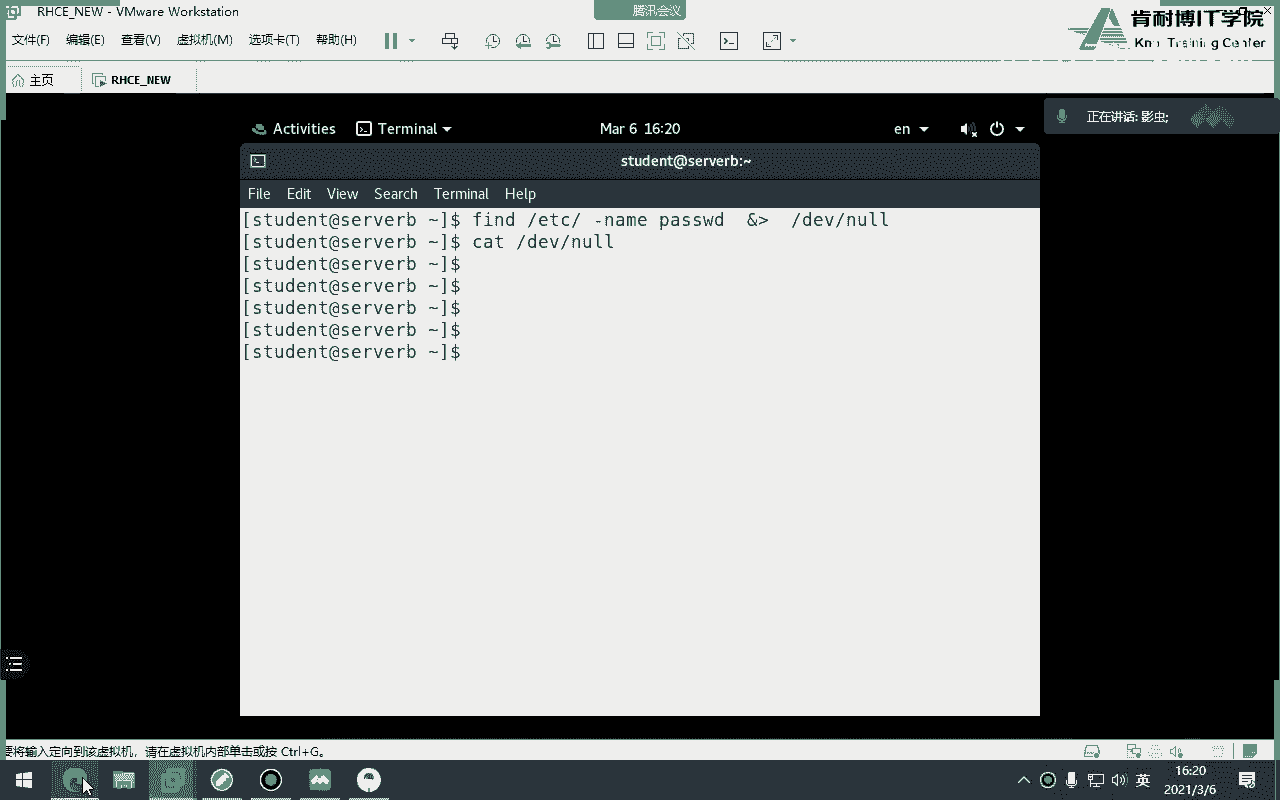 RHCE_NEW - VMware Workstation
腾讯会议
肯耐博IT学院
Training Center
文件(F) 编辑(E) 查看(V) 虚拟机(M) 选项卡(T) 帮助(H)
主页
RHCE_NEW
正在讲话: 影虫;
Activities
Terminal
Mar 6 16:20
en
student@serverb:~
File Edit View Search Terminal Help
[student@serverb ~]$ find /etc/ -name passwd  &>  /dev/null
[student@serverb ~]$ cat /dev/null
[student@serverb ~]$
[student@serverb ~]$
[student@serverb ~]$
[student@serverb ~]$
[student@serverb ~]$
要将输入定向到该虚拟机，请在虚拟机内部单击或按 Ctrl+G。
英
16:20
2021/3/6